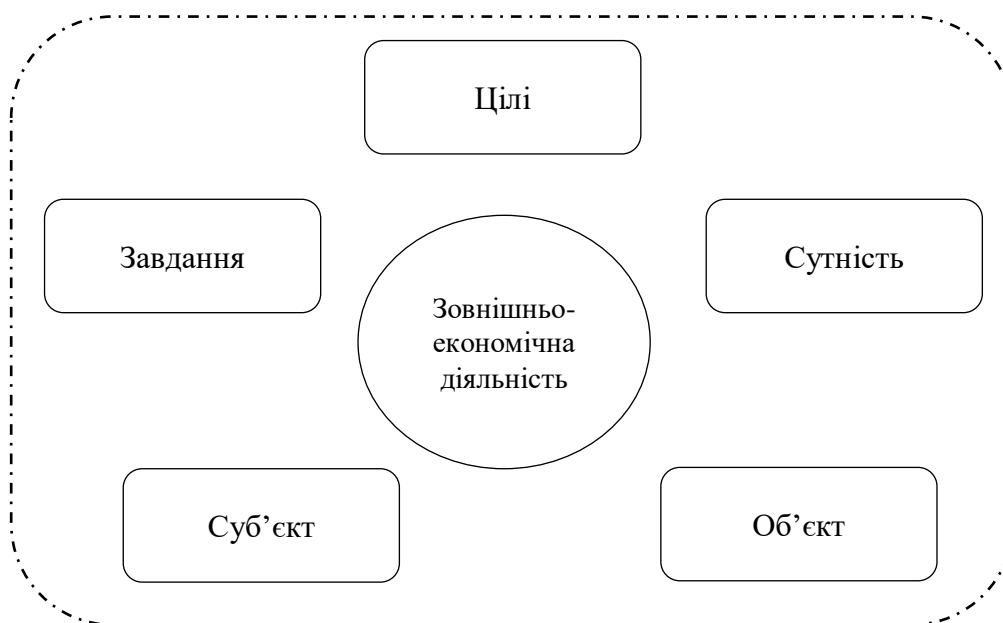 Цілі
Завдання
Сутність
Зовнішньо-
економічна
діяльність
Суб’єкт
Об’єкт